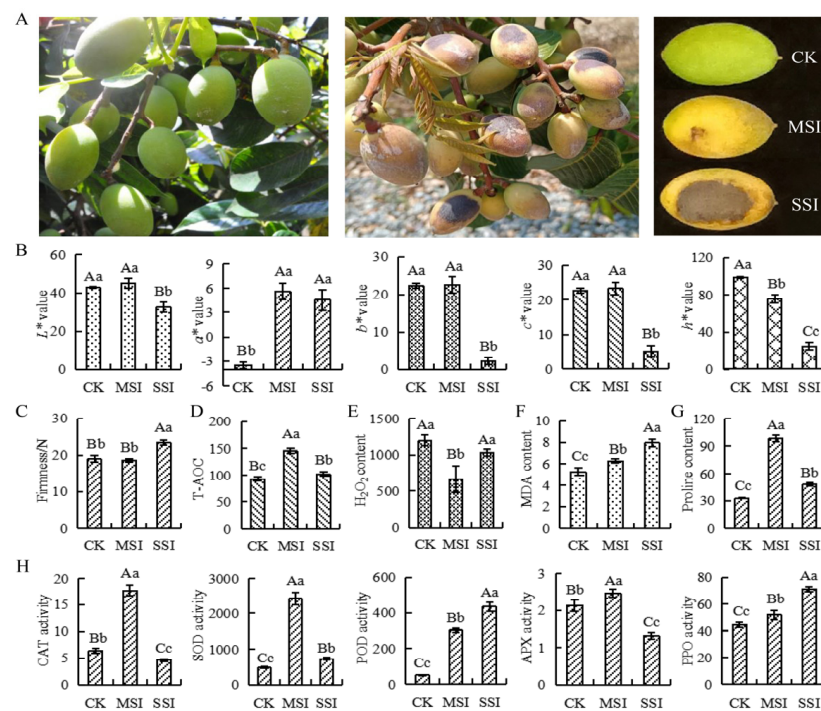 A
CK
MSI
SSI
B
L* value
60
40
20
0
Aa
Aa
Bb
CK MSI SSI
a* value
9
6
3
0
-3
-6
Bb
Aa
Aa
CK MSI SSI
b* value
30
20
10
0
Aa
Aa
Bb
CK MSI SSI
c* value
30
20
10
0
Aa
Aa
Bb
CK MSI SSI
h* value
120
80
40
0
Aa
Bb
Cc
CK MSI SSI
C
Firmness/N
30
20
10
0
Bb
Bb
Aa
CK MSI SSI
D
T-AOC
200
150
100
50
0
Bc
Aa
Bb
CK MSI SSI
E
H2O2 content
1500
1000
500
0
Aa
Bb
Aa
CK MSI SSI
F
MDA content
10
8
6
4
2
0
Cc
Bb
Aa
CK MSI SSI
G
Proline content
120
90
60
30
0
Cc
Aa
Bb
CK MSI SSI
H
CAT activity
20
15
10
5
0
Bb
Aa
Cc
CK MSI SSI
SOD activity
3000
2000
1000
0
Cc
Aa
Bb
CK MSI SSI
POD activity
600
400
200
0
Cc
Bb
Aa
CK MSI SSI
APX activity
3
2
1
0
Bb
Aa
Cc
CK MSI SSI
PPO activity
80
60
40
20
0
Cc
Bb
Aa
CK MSI SSI